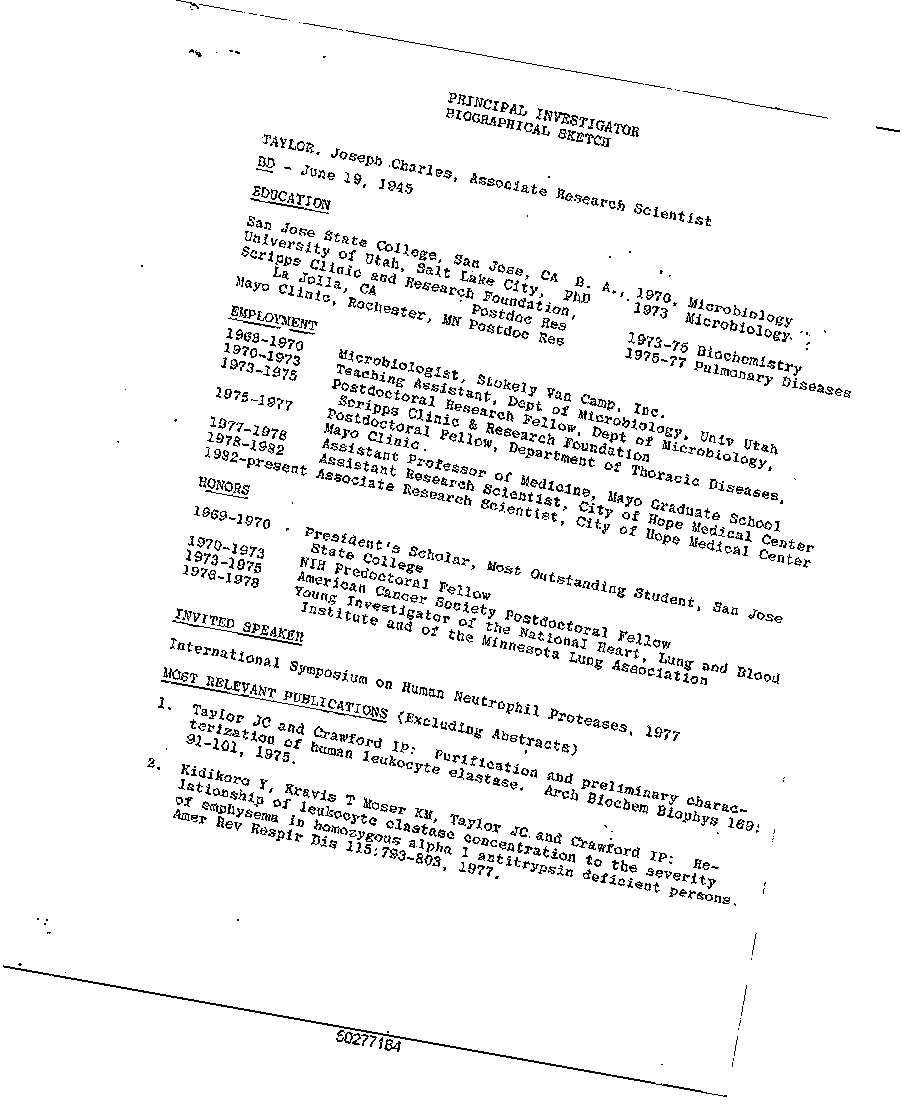 PRINCIPAL INVESTIGATOR
BIOGRAPHICAL SKETCH
TAYLOR, Joseph Charles, Associate Research Scientist
BD - June 19, 1945
EDUCATION
San Jose State College, San Jose, CA B. A., 1970, Microbiology
University of Utah, Salt Lake City, PhD 1973 Microbiology
Scripps Clinic and Research Foundation,
La Jolla, CA Postdoc Res 1973-75 Biochemistry
Mayo Clinic, Rochester, MN Postdoc Res 1975-77 Pulmonary Diseases
EMPLOYMENT
1968-1970 Microbiologist, Stokely Van Camp, Inc.
1970-1973 Teaching Assistant, Dept of Microbiology, Univ Utah
1973-1975 Postdoctoral Research Fellow, Dept of Microbiology,
Scripps Clinic & Research Foundation
1975-1977 Postdoctoral Fellow, Department of Thoracic Diseases,
Mayo Clinic.
1977-1978 Assistant Professor of Medicine, Mayo Graduate School
1978-1982 Assistant Research Scientist, City of Hope Medical Center
1982-present Associate Research Scientist, City of Hope Medical Center
HONORS
1969-1970 President's Scholar, Most Outstanding Student, San Jose
State College
1970-1973 NIH Predoctoral Fellow
1973-1975 American Cancer Society Postdoctoral Fellow
1976-1978 Young Investigator of the National Heart, Lung and Blood
Institute and of the Minnesota Lung Association
INVITED SPEAKER
International Symposium on Human Neutrophil Proteases, 1977
MOST RELEVANT PUBLICATIONS (Excluding Abstracts)
1. Taylor JC and Crawford IP: Purification and preliminary charac-
terization of human leukocyte elastase. Arch Biochem Biophys 169:
91-101, 1975.
2. Kidikoro Y, Kravis T Moser KM, Taylor JC and Crawford IP: Re-
lationship of leukocyte elastase concentration to the severity
of emphysema in homozygous alpha 1 antitrypsin deficient persons.
Amer Rev Respir Dis 115:793-803, 1977.
50277184